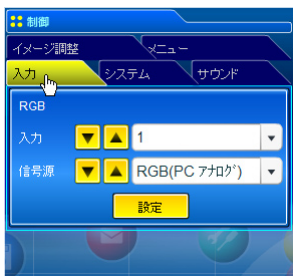 制御
イメージ調整 メニュー
入力 システム サウンド
RGB
入力 1
信号源 RGB(PC ｱﾅﾛｸﾞ)
設定